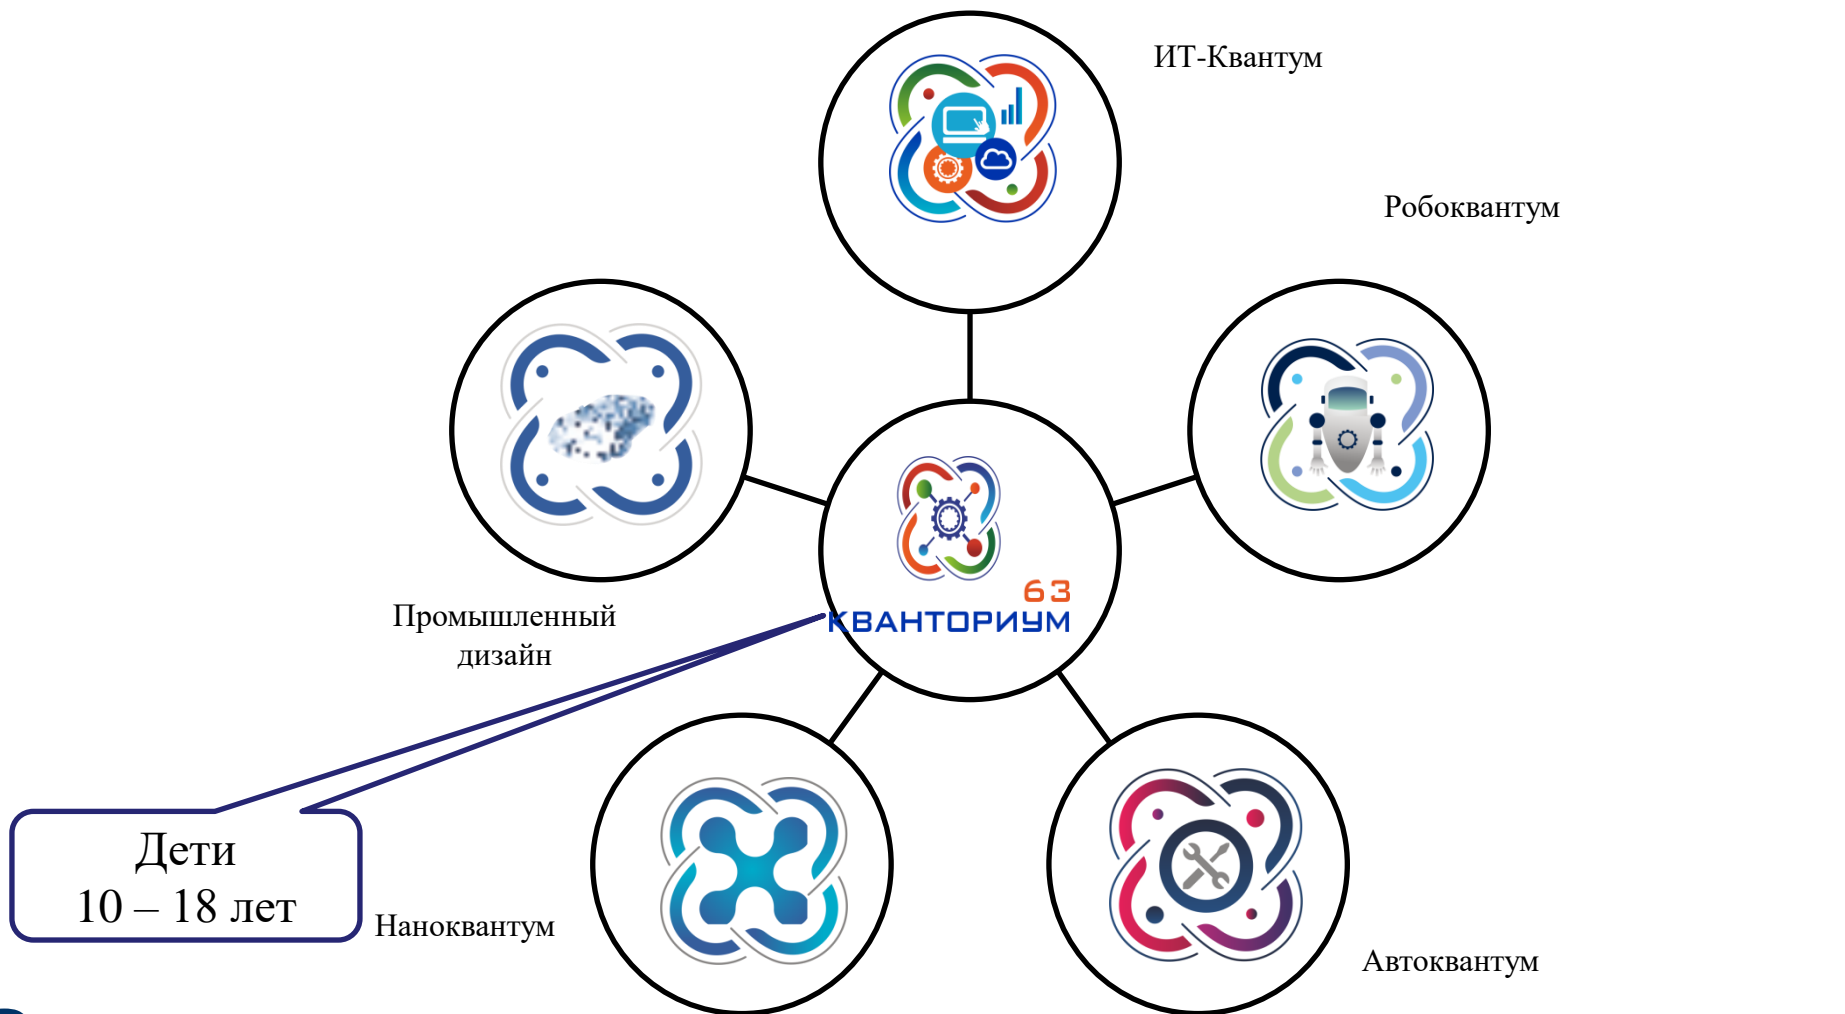 ИТ-Квантум
Робоквантум
63
КВАНТОРИУМ
Промышленный
дизайн
Дети
10 – 18 лет
Наноквантум
Автоквантум